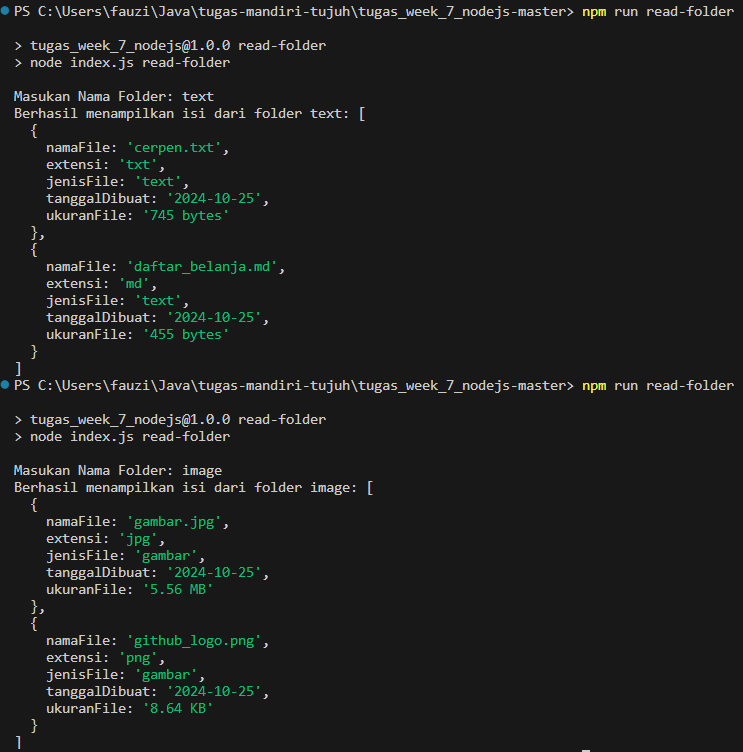 PS C:\Users\fauzi\Java\tugas-mandiri-tujuh\tugas_week_7_nodejs-master> npm run read-folder
> tugas_week_7_nodejs@1.0.0 read-folder
> node index.js read-folder
Masukan Nama Folder: text
Berhasil menampilkan isi dari folder text: [
  {
    namaFile: 'cerpen.txt',
    extensi: 'txt',
    jenisFile: 'text',
    tanggalDibuat: '2024-10-25',
    ukuranFile: '745 bytes'
  },
  {
    namaFile: 'daftar_belanja.md',
    extensi: 'md',
    jenisFile: 'text',
    tanggalDibuat: '2024-10-25',
    ukuranFile: '455 bytes'
  }
]
PS C:\Users\fauzi\Java\tugas-mandiri-tujuh\tugas_week_7_nodejs-master> npm run read-folder
> tugas_week_7_nodejs@1.0.0 read-folder
> node index.js read-folder
Masukan Nama Folder: image
Berhasil menampilkan isi dari folder image: [
  {
    namaFile: 'gambar.jpg',
    extensi: 'jpg',
    jenisFile: 'gambar',
    tanggalDibuat: '2024-10-25',
    ukuranFile: '5.56 MB'
  },
  {
    namaFile: 'github_logo.png',
    extensi: 'png',
    jenisFile: 'gambar',
    tanggalDibuat: '2024-10-25',
    ukuranFile: '8.64 KB'
  }
]